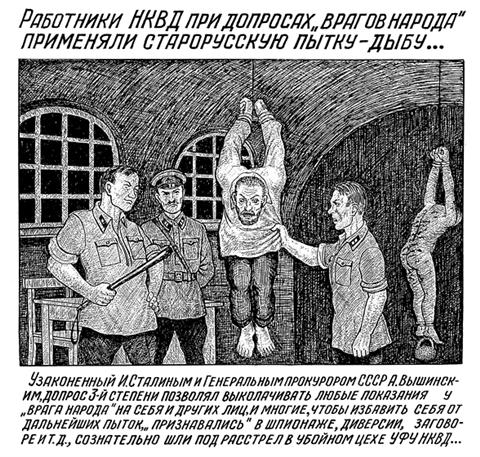 Работники НКВД при допросах „врагов народа“
применяли старорусскую пытку-дыбу...
Узаконенный И.Сталиным и Генеральным прокурором СССР А.Вышинск-
им, допрос 3-й степени позволял выколачивать любые показания у
„врага народа“ на себя и других лиц, и многие, чтобы избавить себя от
дальнейших пыток, „признавались“ в шпионаже, диверсии, загово-
ре и т.д., сознательно шли под расстрел в убойном цехе УФУ НКВД...